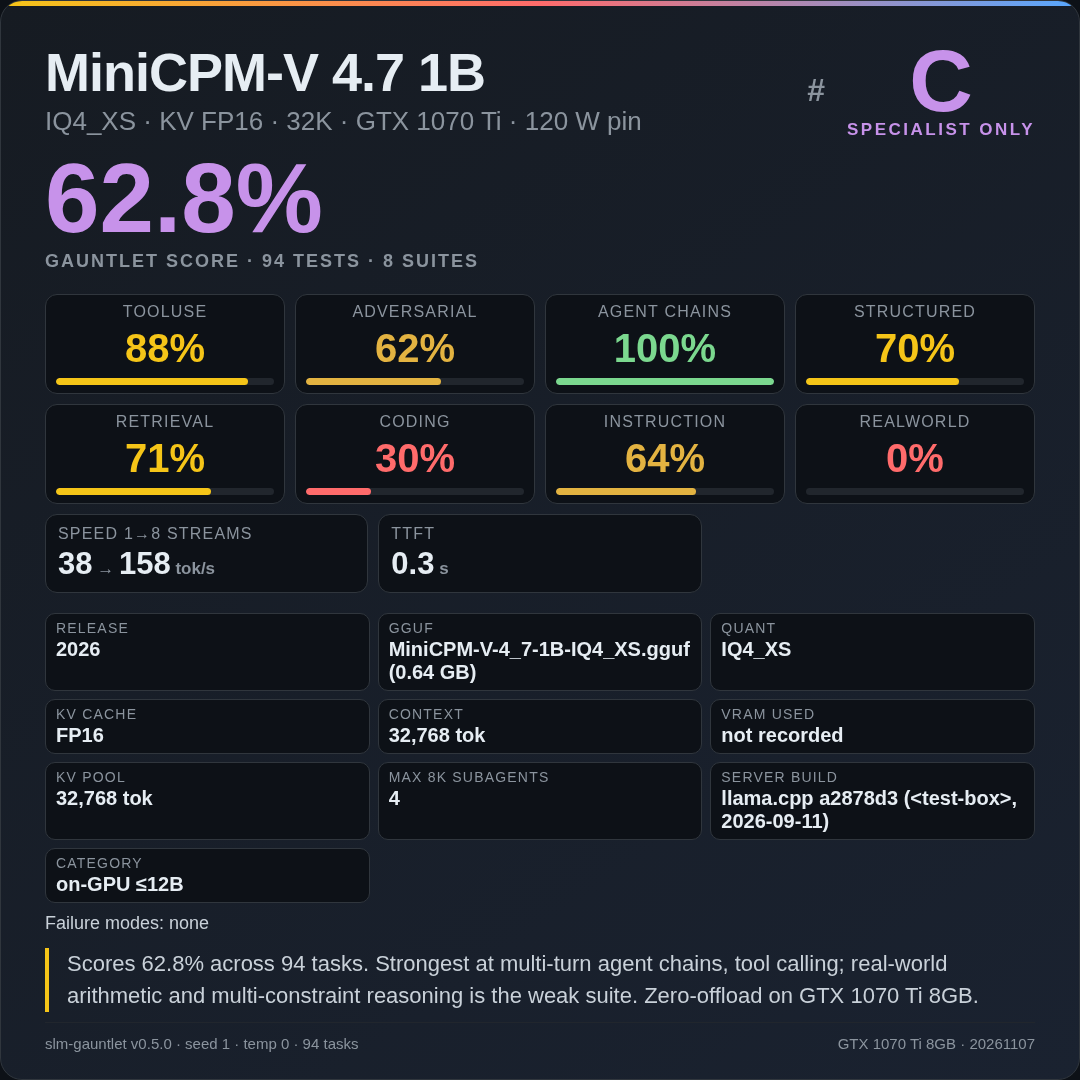 MiniCPM-V 4.7 1B
IQ4_XS · KV FP16 · 32K · GTX 1070 Ti · 120 W pin
#
C
SPECIALIST ONLY
62.8%
GAUNTLET SCORE · 94 TESTS · 8 SUITES
TOOLUSE
88%
ADVERSARIAL
62%
AGENT CHAINS
100%
STRUCTURED
70%
RETRIEVAL
71%
CODING
30%
INSTRUCTION
64%
REALWORLD
0%
SPEED 1→8 STREAMS
38 → 158 tok/s
TTFT
0.3 s
RELEASE
2026
GGUF
MiniCPM-V-4_7-1B-IQ4_XS.gguf
(0.64 GB)
QUANT
IQ4_XS
KV CACHE
FP16
CONTEXT
32,768 tok
VRAM USED
not recorded
KV POOL
32,768 tok
MAX 8K SUBAGENTS
4
SERVER BUILD
llama.cpp a2878d3 (<test-box>,
2026-09-11)
CATEGORY
on-GPU ≤12B
Failure modes: none
Scores 62.8% across 94 tasks. Strongest at multi-turn agent chains, tool calling; real-world
arithmetic and multi-constraint reasoning is the weak suite. Zero-offload on GTX 1070 Ti 8GB.
slm-gauntlet v0.5.0 · seed 1 · temp 0 · 94 tasks
GTX 1070 Ti 8GB · 20261107